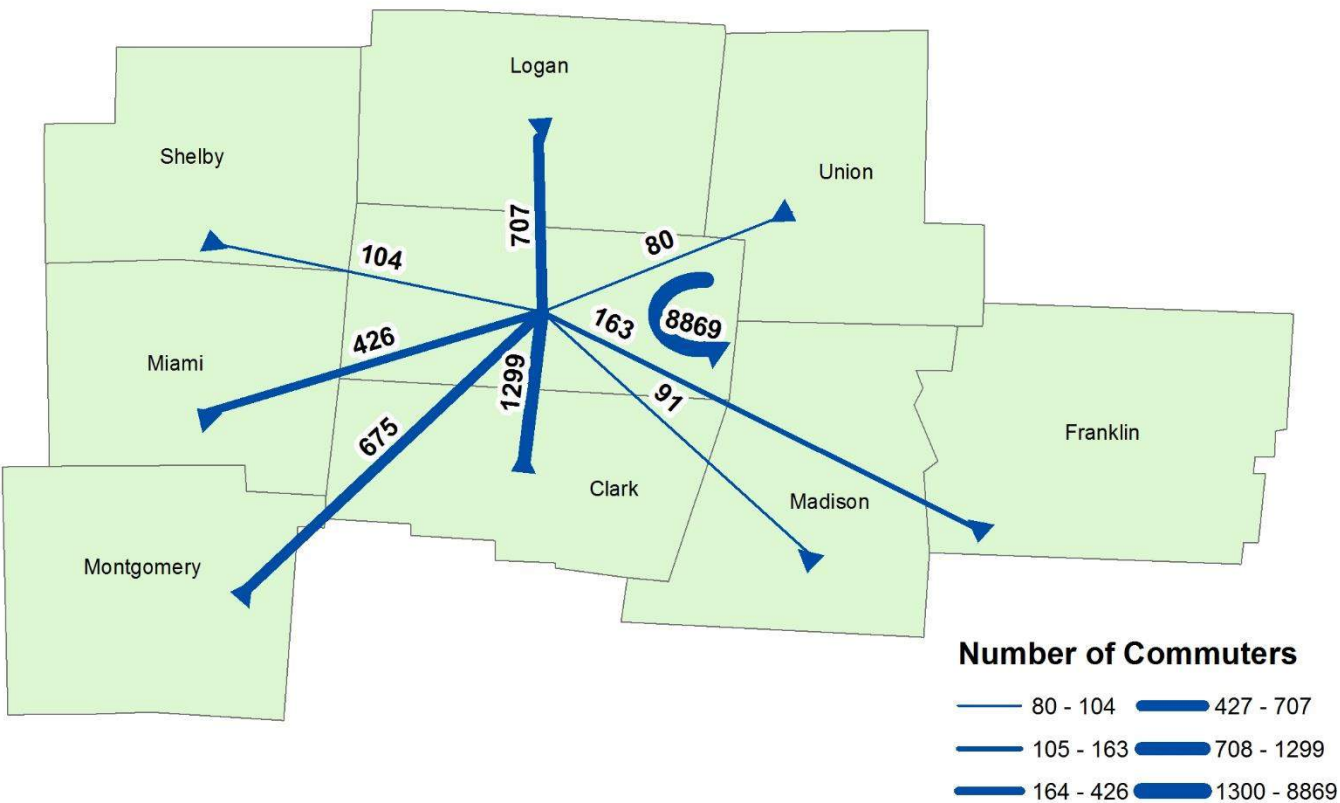 Logan
Shelby
Union
707
80
104
163
8869
426
Miami
1299
91
675
Franklin
Clark
Madison
Montgomery
Number of Commuters
80 - 104
427 - 707
105 - 163
708 - 1299
164 - 426
1300 - 8869